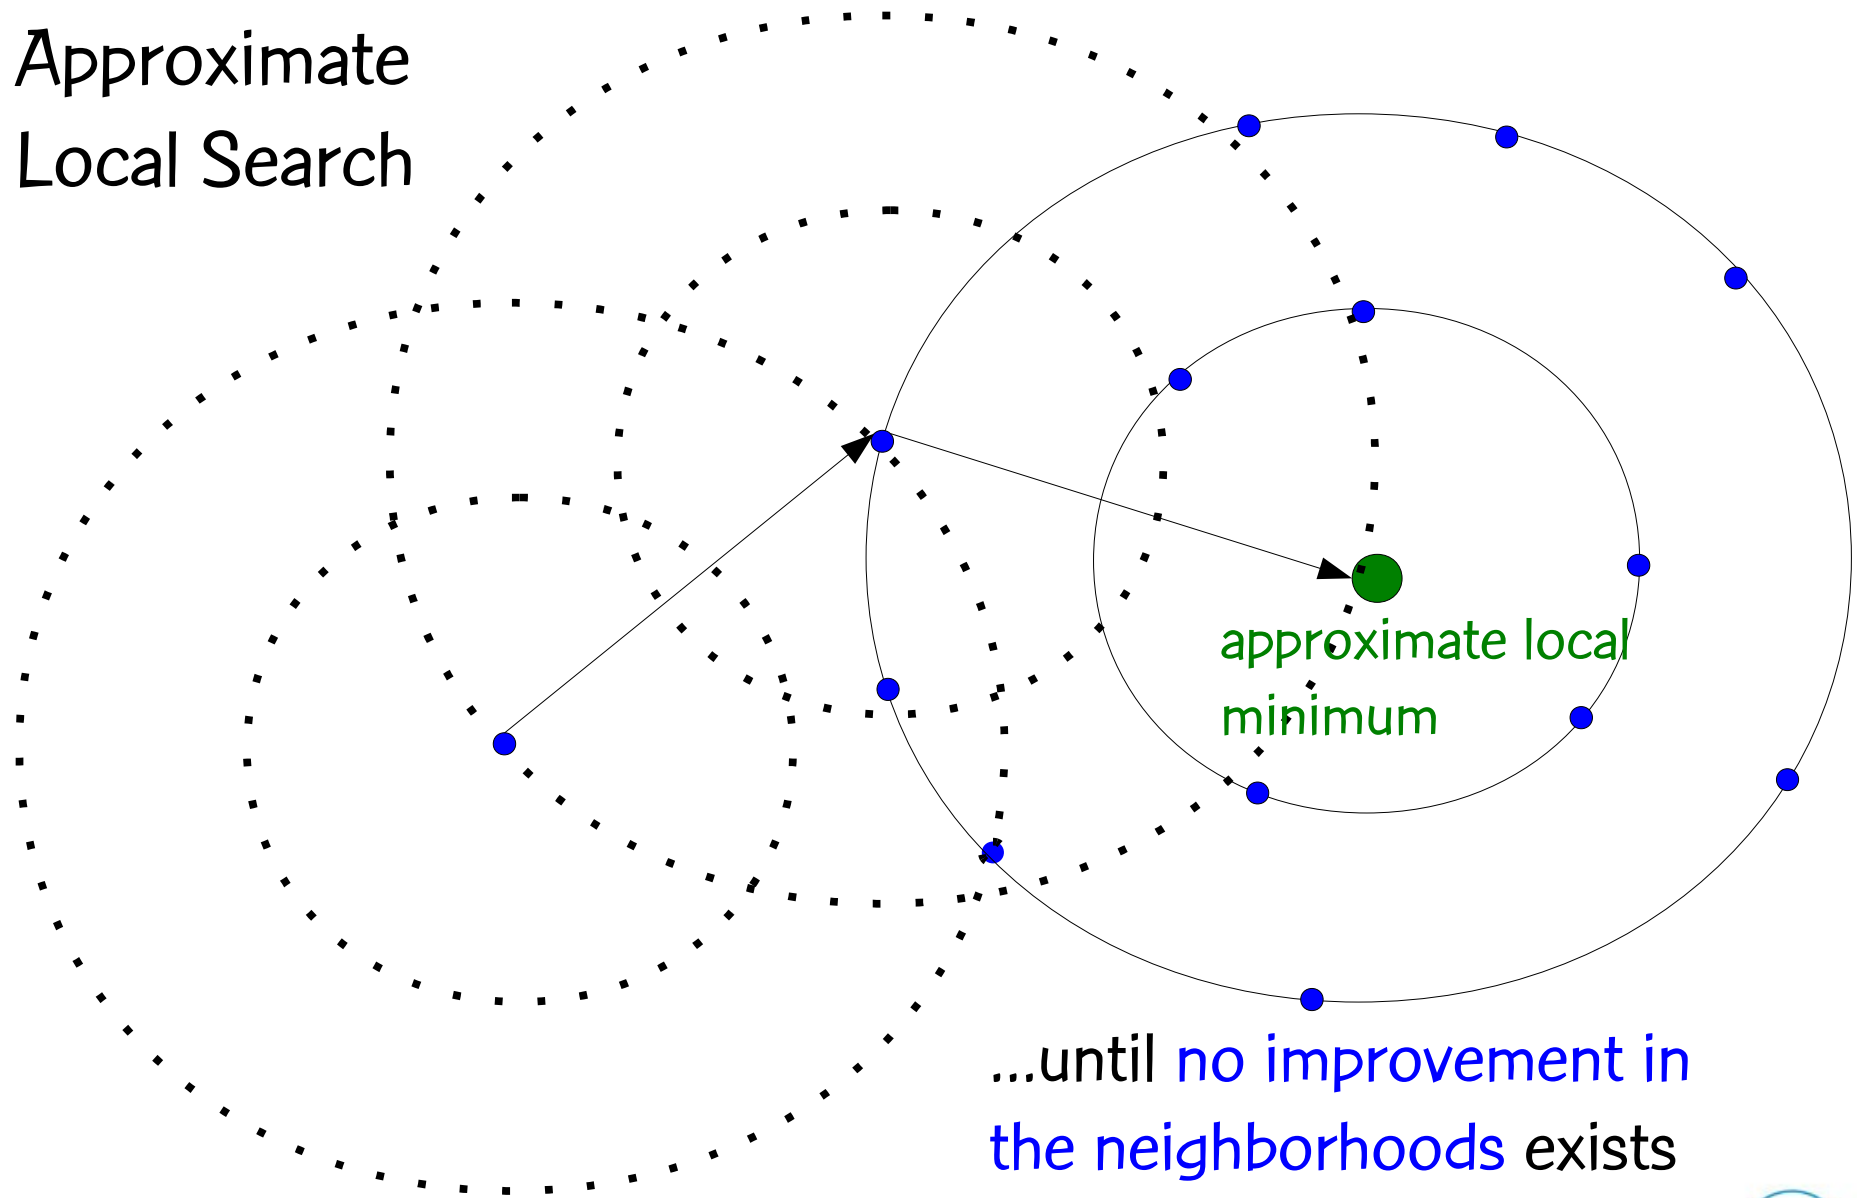 Approximate
Local Search
approximate local
minimum
...until no improvement in
the neighborhoods exists